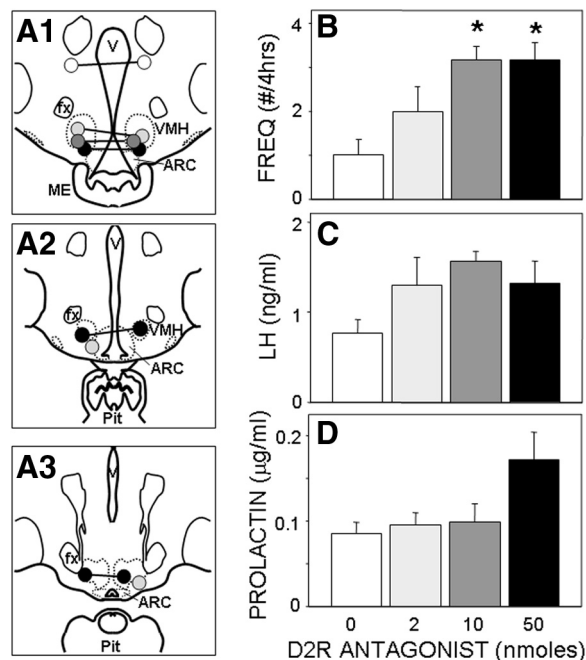 A1
V
fx
VMH
ARC
ME
A2
V
fx
VMH
ARC
Pit
A3
V
fx
ARC
Pit
B
FREQ (#/4hrs)
4
2
0
* *
C
LH (ng/ml)
2
1
0
D
PROLACTIN (µg/ml)
0.2
0.1
0
0 2 10 50
D2R ANTAGONIST (nmoles)